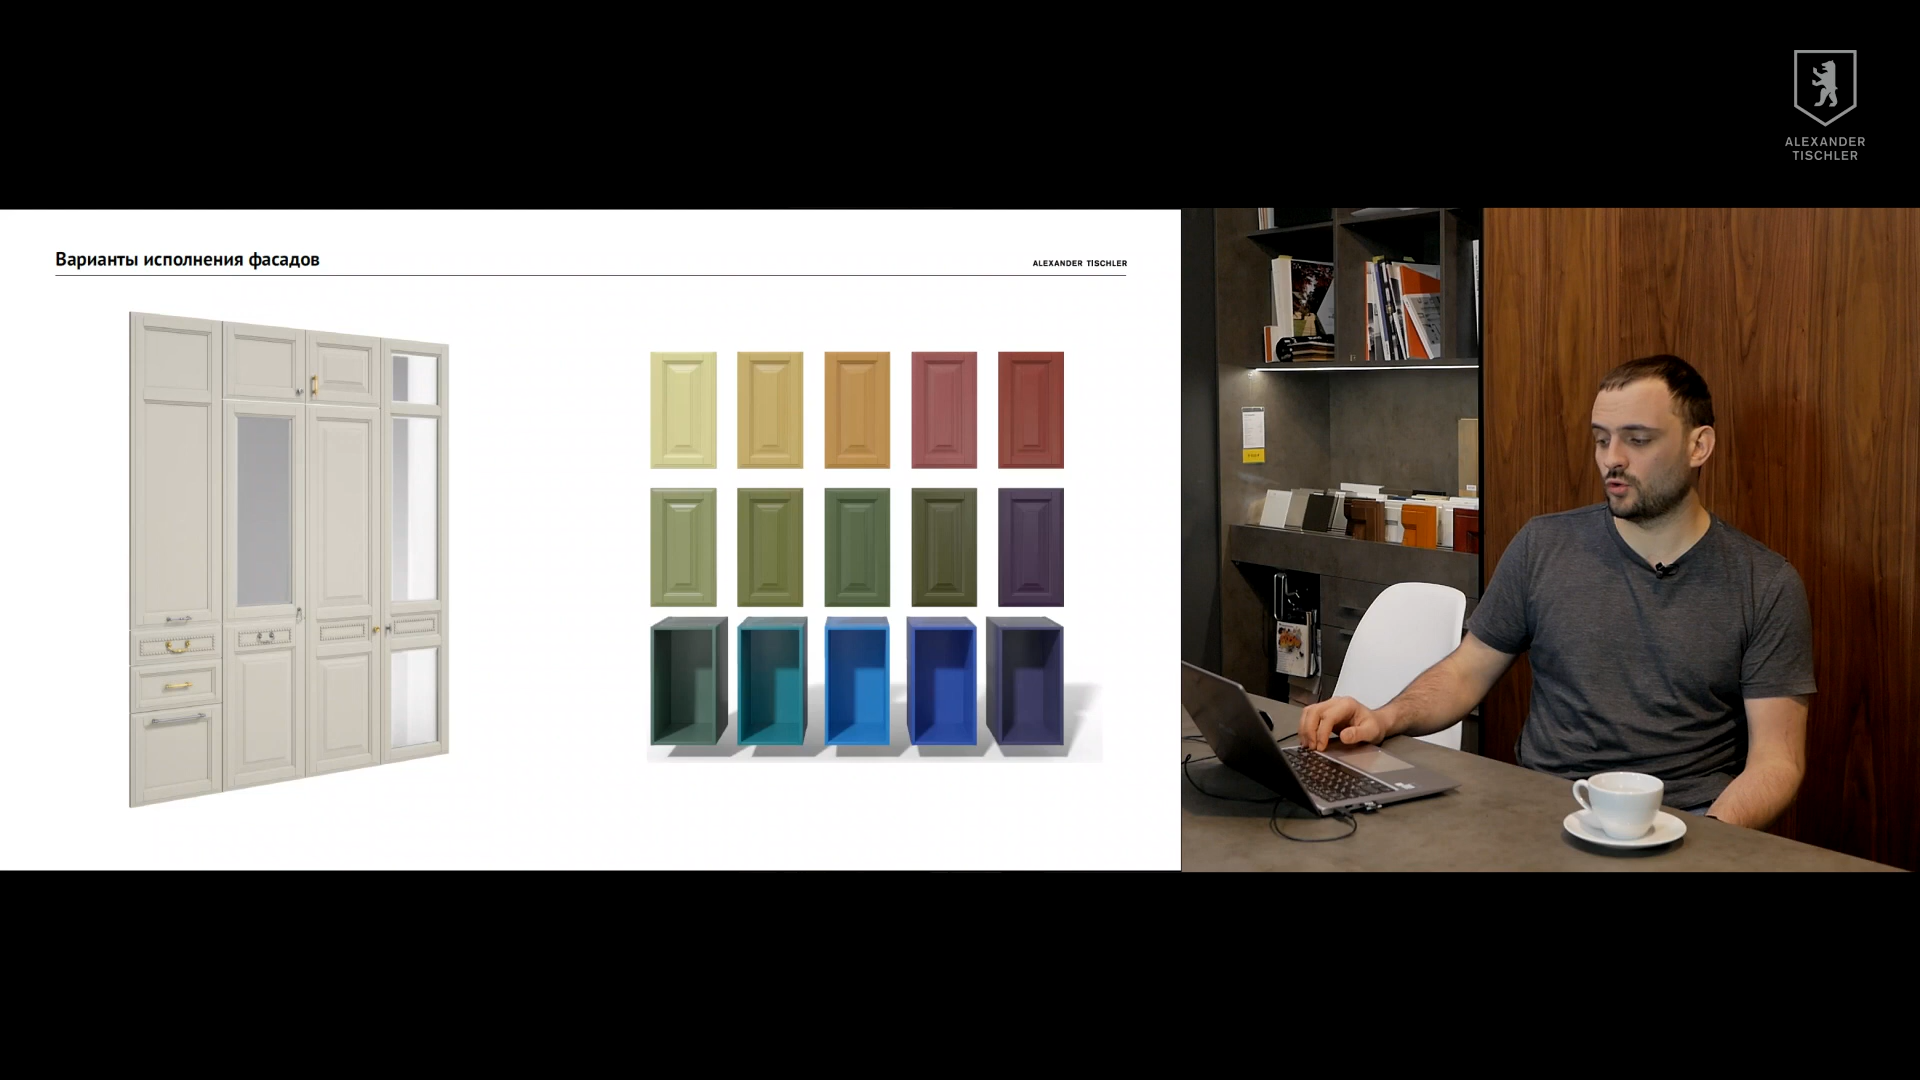 ALEXANDER
TISCHLER
Варианты исполнения фасадов
ALEXANDER TISCHLER